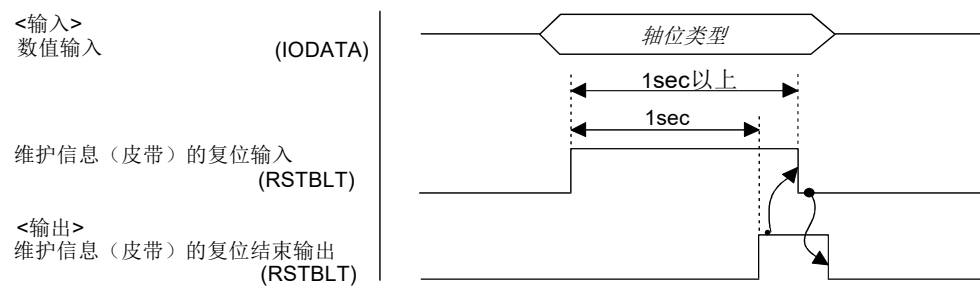 <输入>
数值输入 (IODATA)
轴位类型
1sec以上
1sec
维护信息（皮带）的复位输入
(RSTBLT)
<输出>
维护信息（皮带）的复位结束输出
(RSTBLT)